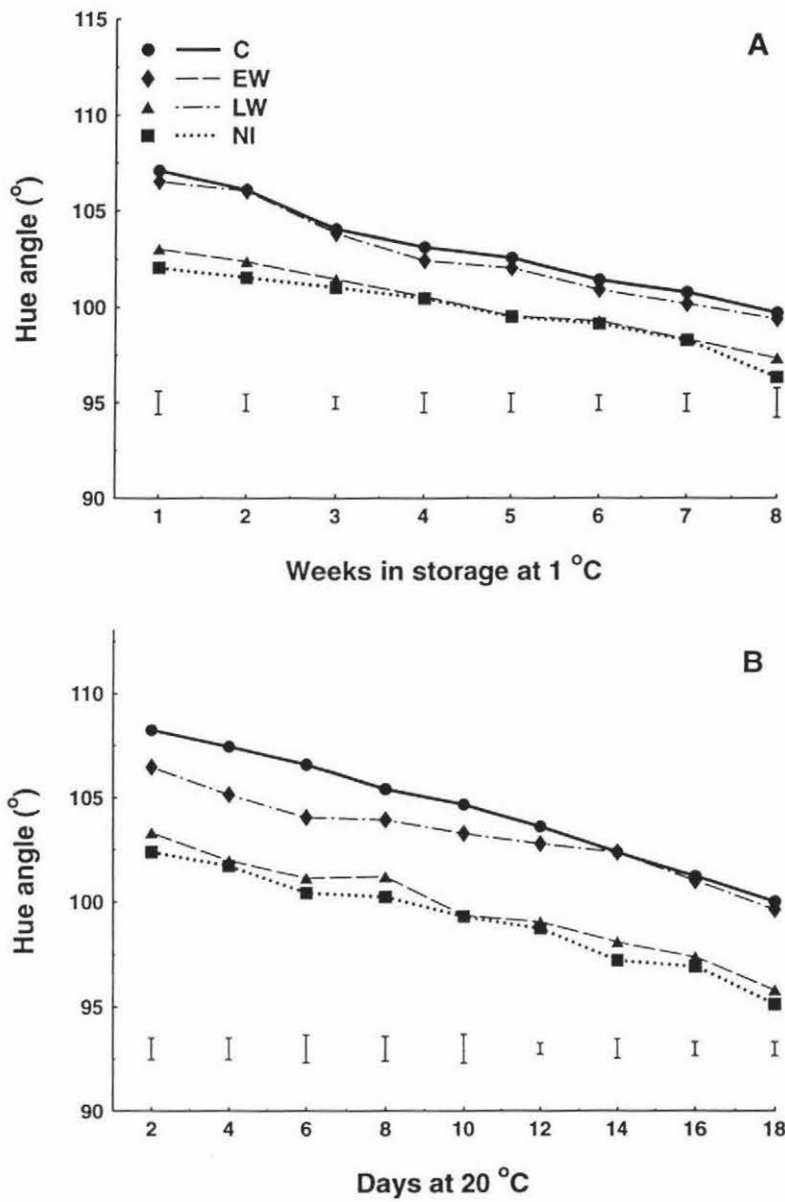 115
A
C
EW
LW
NI
110
105
100
95
90
Hue angle (°)
1 2 3 4 5 6 7 8
Weeks in storage at 1 °C
B
110
105
100
95
90
Hue angle (°)
2 4 6 8 10 12 14 16 18
Days at 20 °C